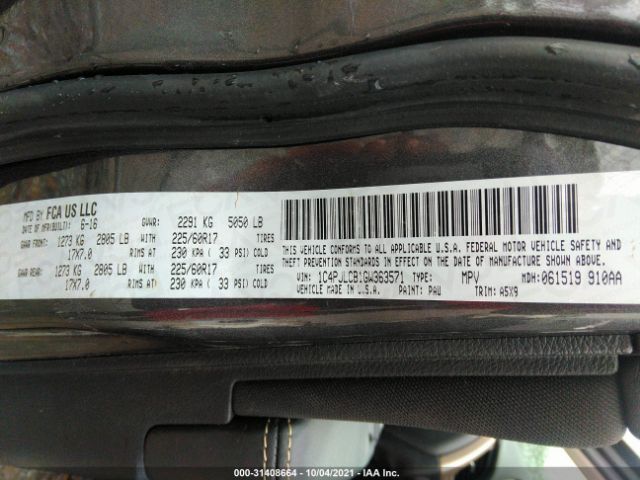 MFD BY FCA US LLC
DATE OF MFR(BUILT): 6-16 GVWR: 2291 KG 5050 LB
GAWR FRONT: 1273 KG 2805 LB WITH 225/60R17 TIRES
17X7.0 RIMS AT 230 KPA ( 33 PSI) COLD
GAWR REAR: 1273 KG 2805 LB WITH 225/60R17 TIRES
17X7.0 RIMS AT 230 KPA ( 33 PSI) COLD
THIS VEHICLE CONFORMS TO ALL APPLICABLE U.S.A. FEDERAL MOTOR VEHICLE SAFETY AND
THEFT PREVENTION STANDARDS IN EFFECT ON THE DATE OF MANUFACTURE SHOWN ABOVE.
VIN: 1C4PJLCB1GW363571 TYPE: MPV MDH: 061519 910AA
VEHICLE MADE IN U.S.A. PAINT: PAU TRIM: A5X9
000-31408664 - 10/04/2021 - IAA Inc.